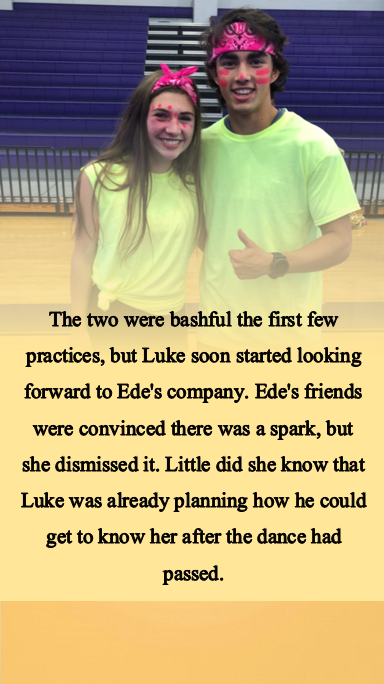 The two were bashful the first few
practices, but Luke soon started looking
forward to Ede's company. Ede's friends
were convinced there was a spark, but
she dismissed it. Little did she know that
Luke was already planning how he could
get to know her after the dance had
passed.